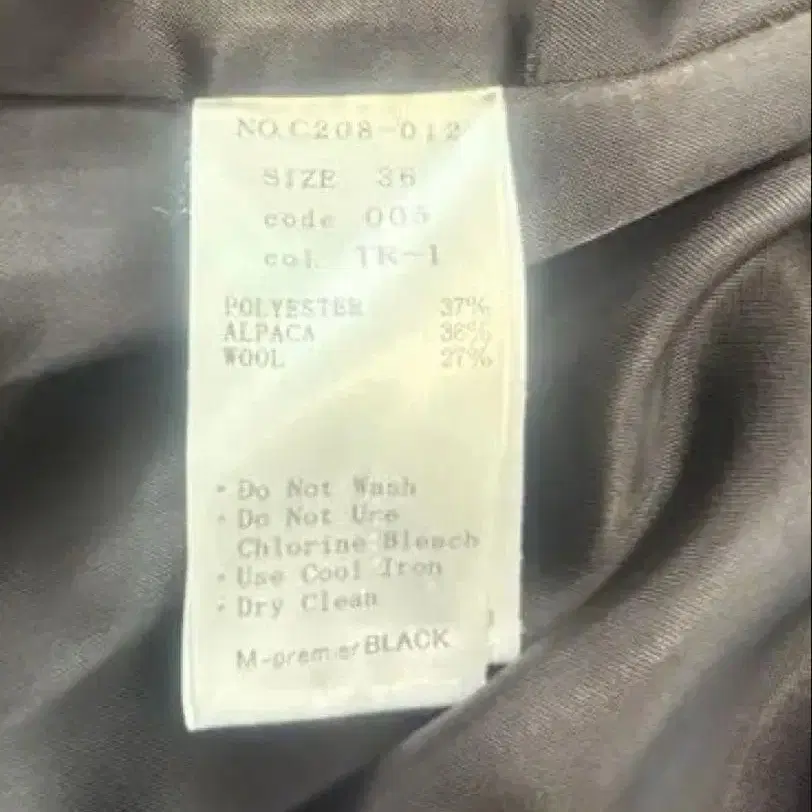 NO.C208-012
SIZE 36
code 005
col. TR-1
POLYESTER 37%
ALPACA 36%
WOOL 27%
・Do Not Wash
・Do Not Use
Chlorine Bleach
・Use Cool Iron
・Dry Clean
M-premier BLACK